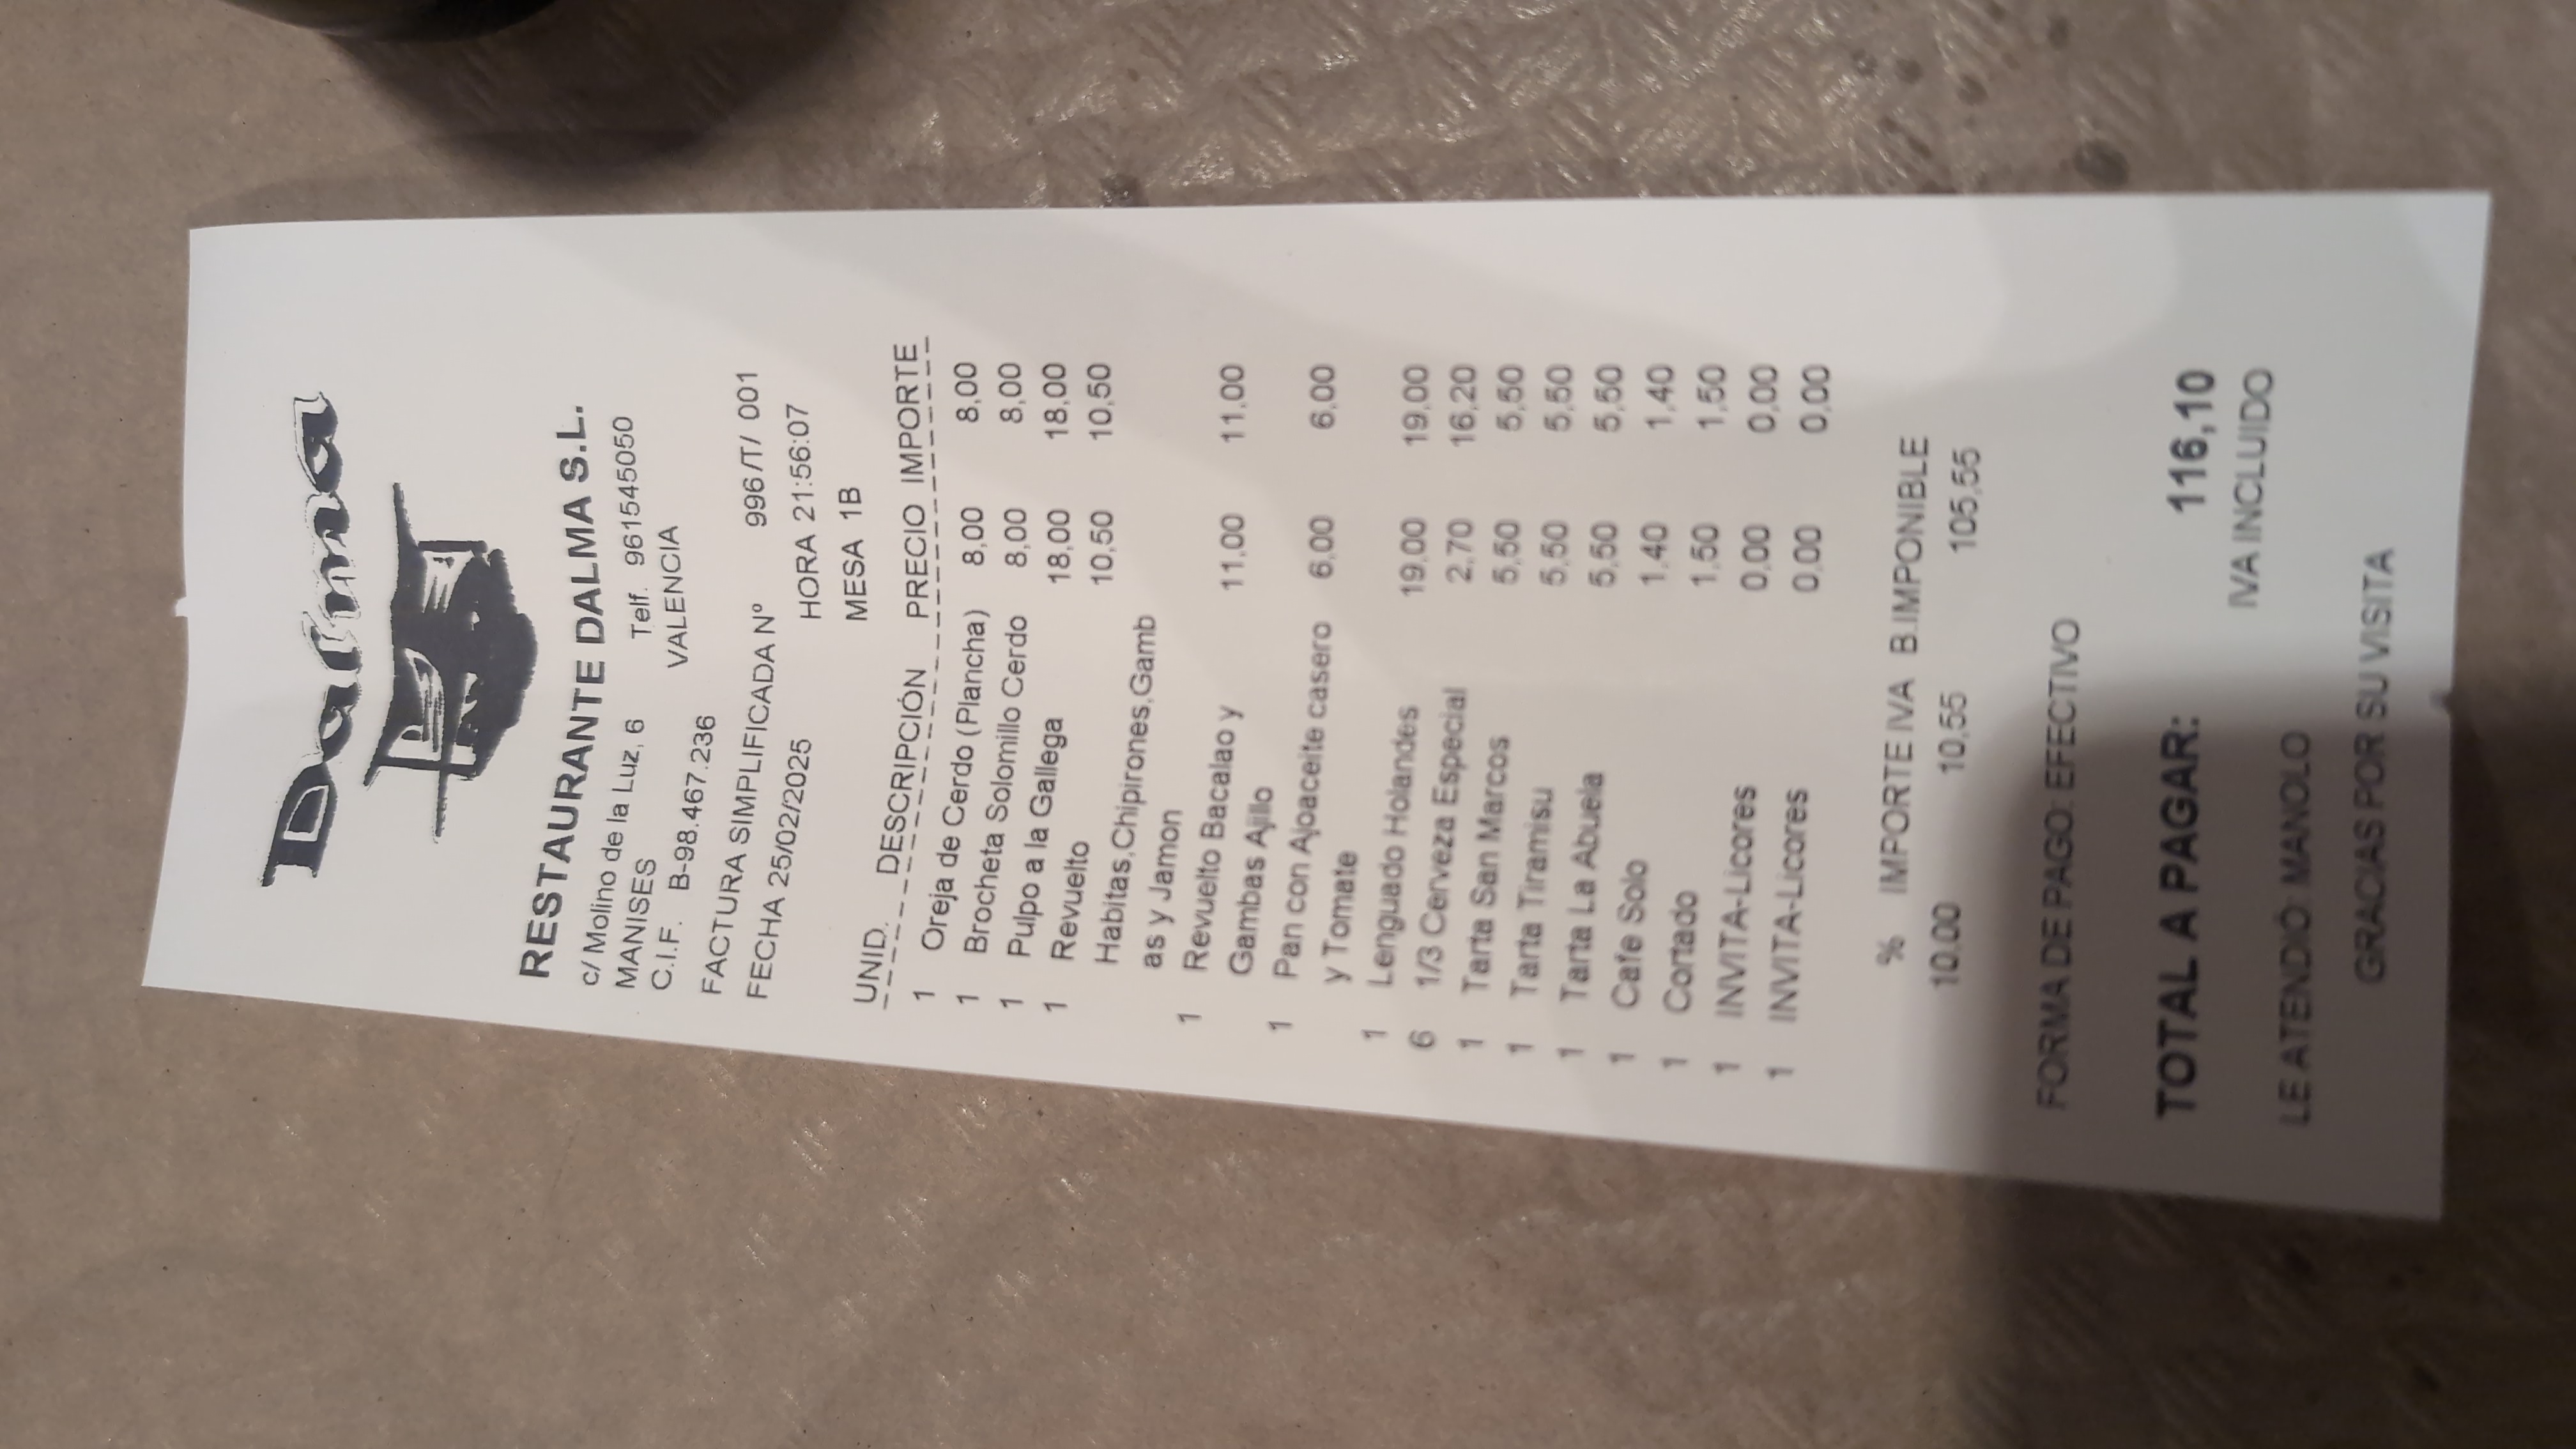 Dalma
RESTAURANTE DALMA S.L.
c/ Molino de la Luz, 6 Telf. 961545050
MANISES VALENCIA
C.I.F. B-98.467.236
FACTURA SIMPLIFICADA Nº 996 /T/ 001
FECHA 25/02/2025 HORA 21:56:07
MESA 1B
UNID. DESCRIPCIÓN PRECIO IMPORTE
1 Oreja de Cerdo (Plancha) 8,00 8,00
1 Brocheta Solomillo Cerdo 8,00 8,00
1 Pulpo a la Gallega 18,00 18,00
1 Revuelto 10,50 10,50
Habitas,Chipirones,Gamb
as y Jamon
1 Revuelto Bacalao y 11,00 11,00
Gambas Ajillo
1 Pan con Ajoaceite casero 6,00 6,00
y Tomate
1 Lenguado Holandes 19,00 19,00
6 1/3 Cerveza Especial 2,70 16,20
1 Tarta San Marcos 5,50 5,50
1 Tarta Tiramisu 5,50 5,50
1 Tarta La Abuela 5,50 5,50
1 Cafe Solo 1,40 1,40
1 Cortado 1,50 1,50
1 INVITA-Licores 0,00 0,00
1 INVITA-Licores 0,00 0,00
% IMPORTE IVA B.IMPONIBLE
10,00 10,55 105,55
FORMA DE PAGO: EFECTIVO
TOTAL A PAGAR: 116,10
IVA INCLUIDO
LE ATENDIÓ: MANOLO
GRACIAS POR SU VISITA